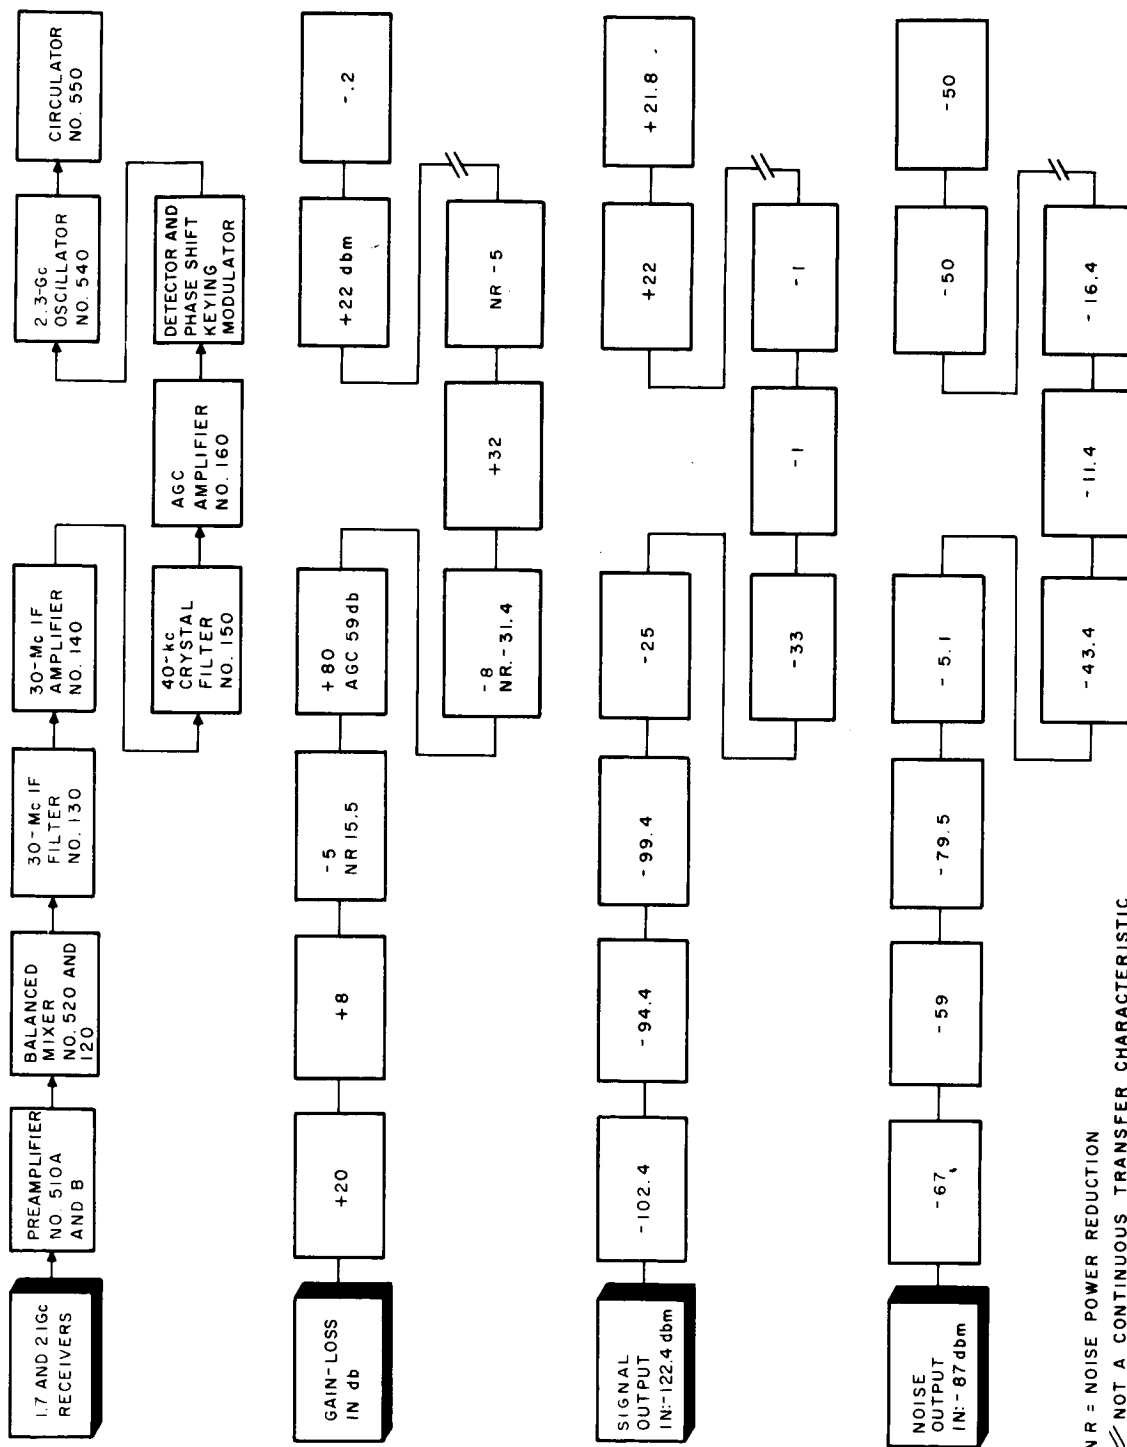 1.7 AND 2.1Gc
RECEIVERS
PREAMPLIFIER
NO. 510A
AND B
BALANCED
MIXER
NO. 520 AND
120
30-Mc IF
FILTER
NO. 130
30-Mc IF
AMPLIFIER
NO. 140
40-kc
CRYSTAL
FILTER
NO. 150
AGC
AMPLIFIER
NO. 160
DETECTOR AND
PHASE SHIFT
KEYING
MODULATOR
2.3-Gc
OSCILLATOR
NO. 540
CIRCULATOR
NO. 550
GAIN-LOSS
IN db
+20
+8
-5
NR 15.5
+80
AGC 59db
-8
NR.-31.4
+32
NR -5
+22 dbm
-.2
SIGNAL
OUTPUT
IN:-122.4 dbm
-102.4
-94.4
-99.4
-25
-33
-1
-1
+22
+21.8
NOISE
OUTPUT
IN:-87 dbm
-67
-59
-79.5
-5.1
-43.4
-11.4
-16.4
-50
-50
NR = NOISE POWER REDUCTION
// NOT A CONTINUOUS TRANSFER CHARACTERISTIC